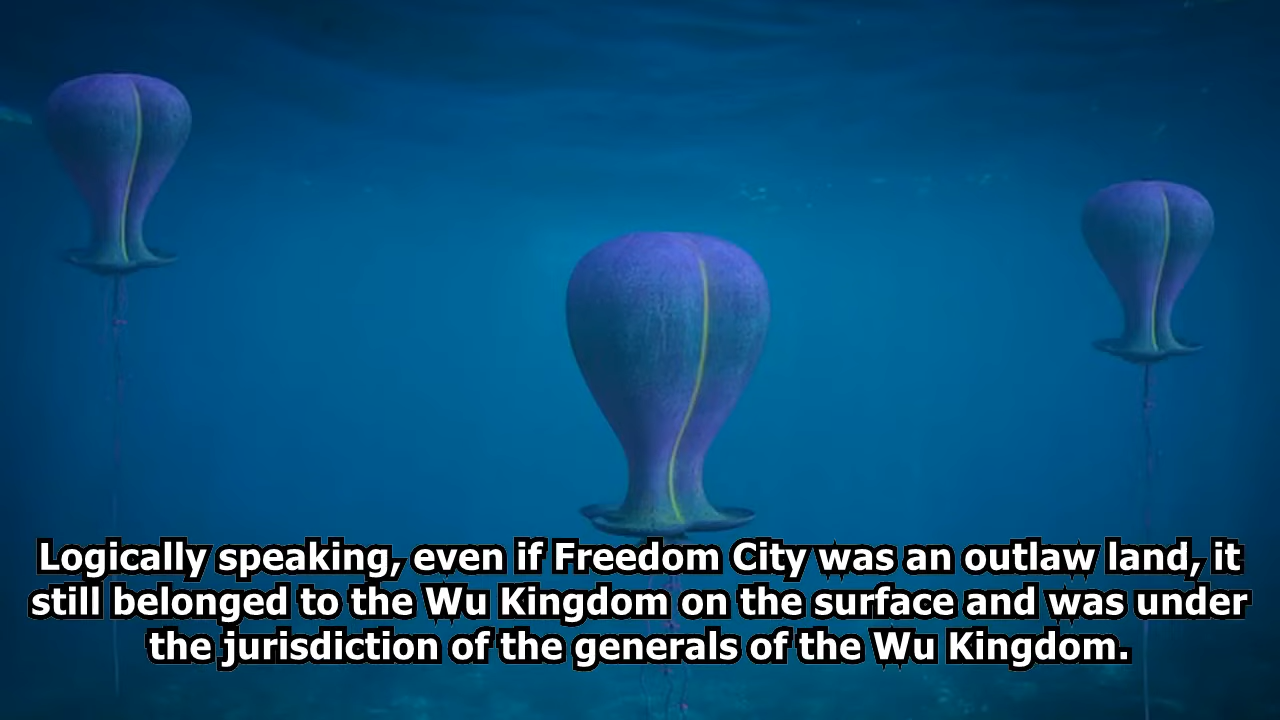 Logically speaking, even if Freedom City was an outlaw land, it
still belonged to the Wu Kingdom on the surface and was under
the jurisdiction of the generals of the Wu Kingdom.